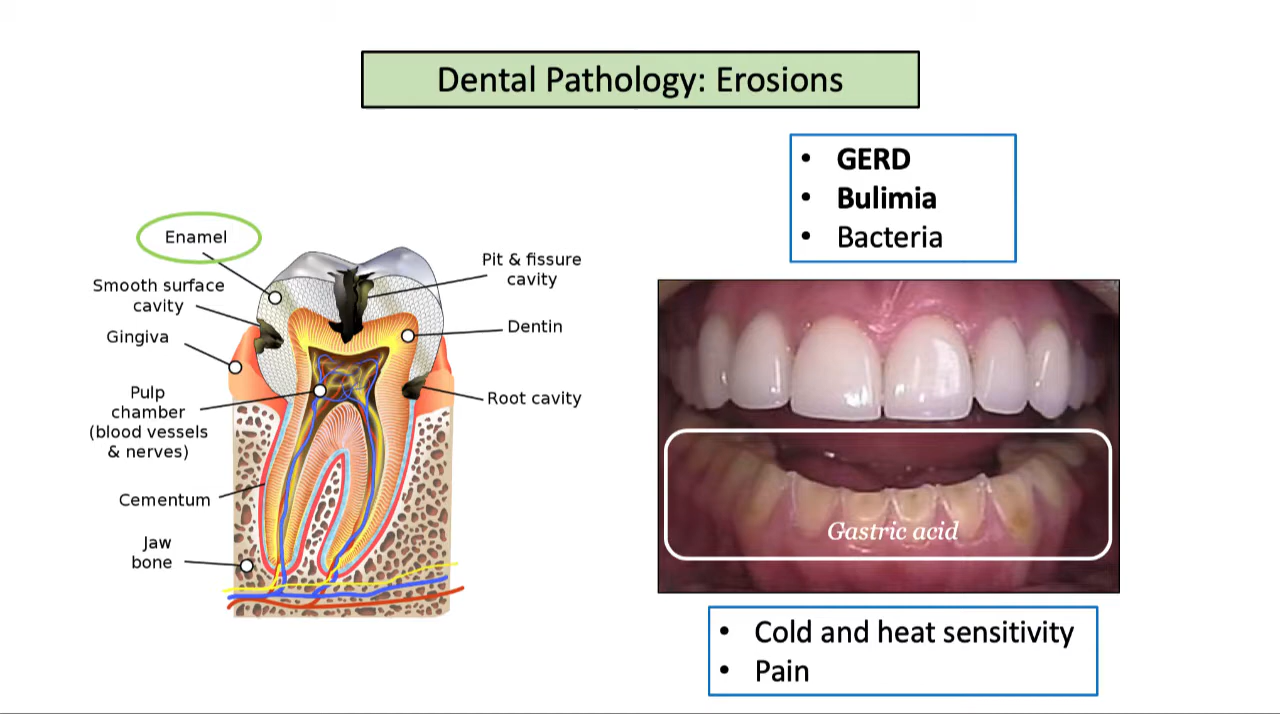 Dental Pathology: Erosions
• GERD
• Bulimia
• Bacteria
Enamel
Smooth surface
cavity
Gingiva
Pulp
chamber
(blood vessels
& nerves)
Cementum
Jaw
bone
Pit & fissure
cavity
Dentin
Root cavity
Gastric acid
• Cold and heat sensitivity
• Pain